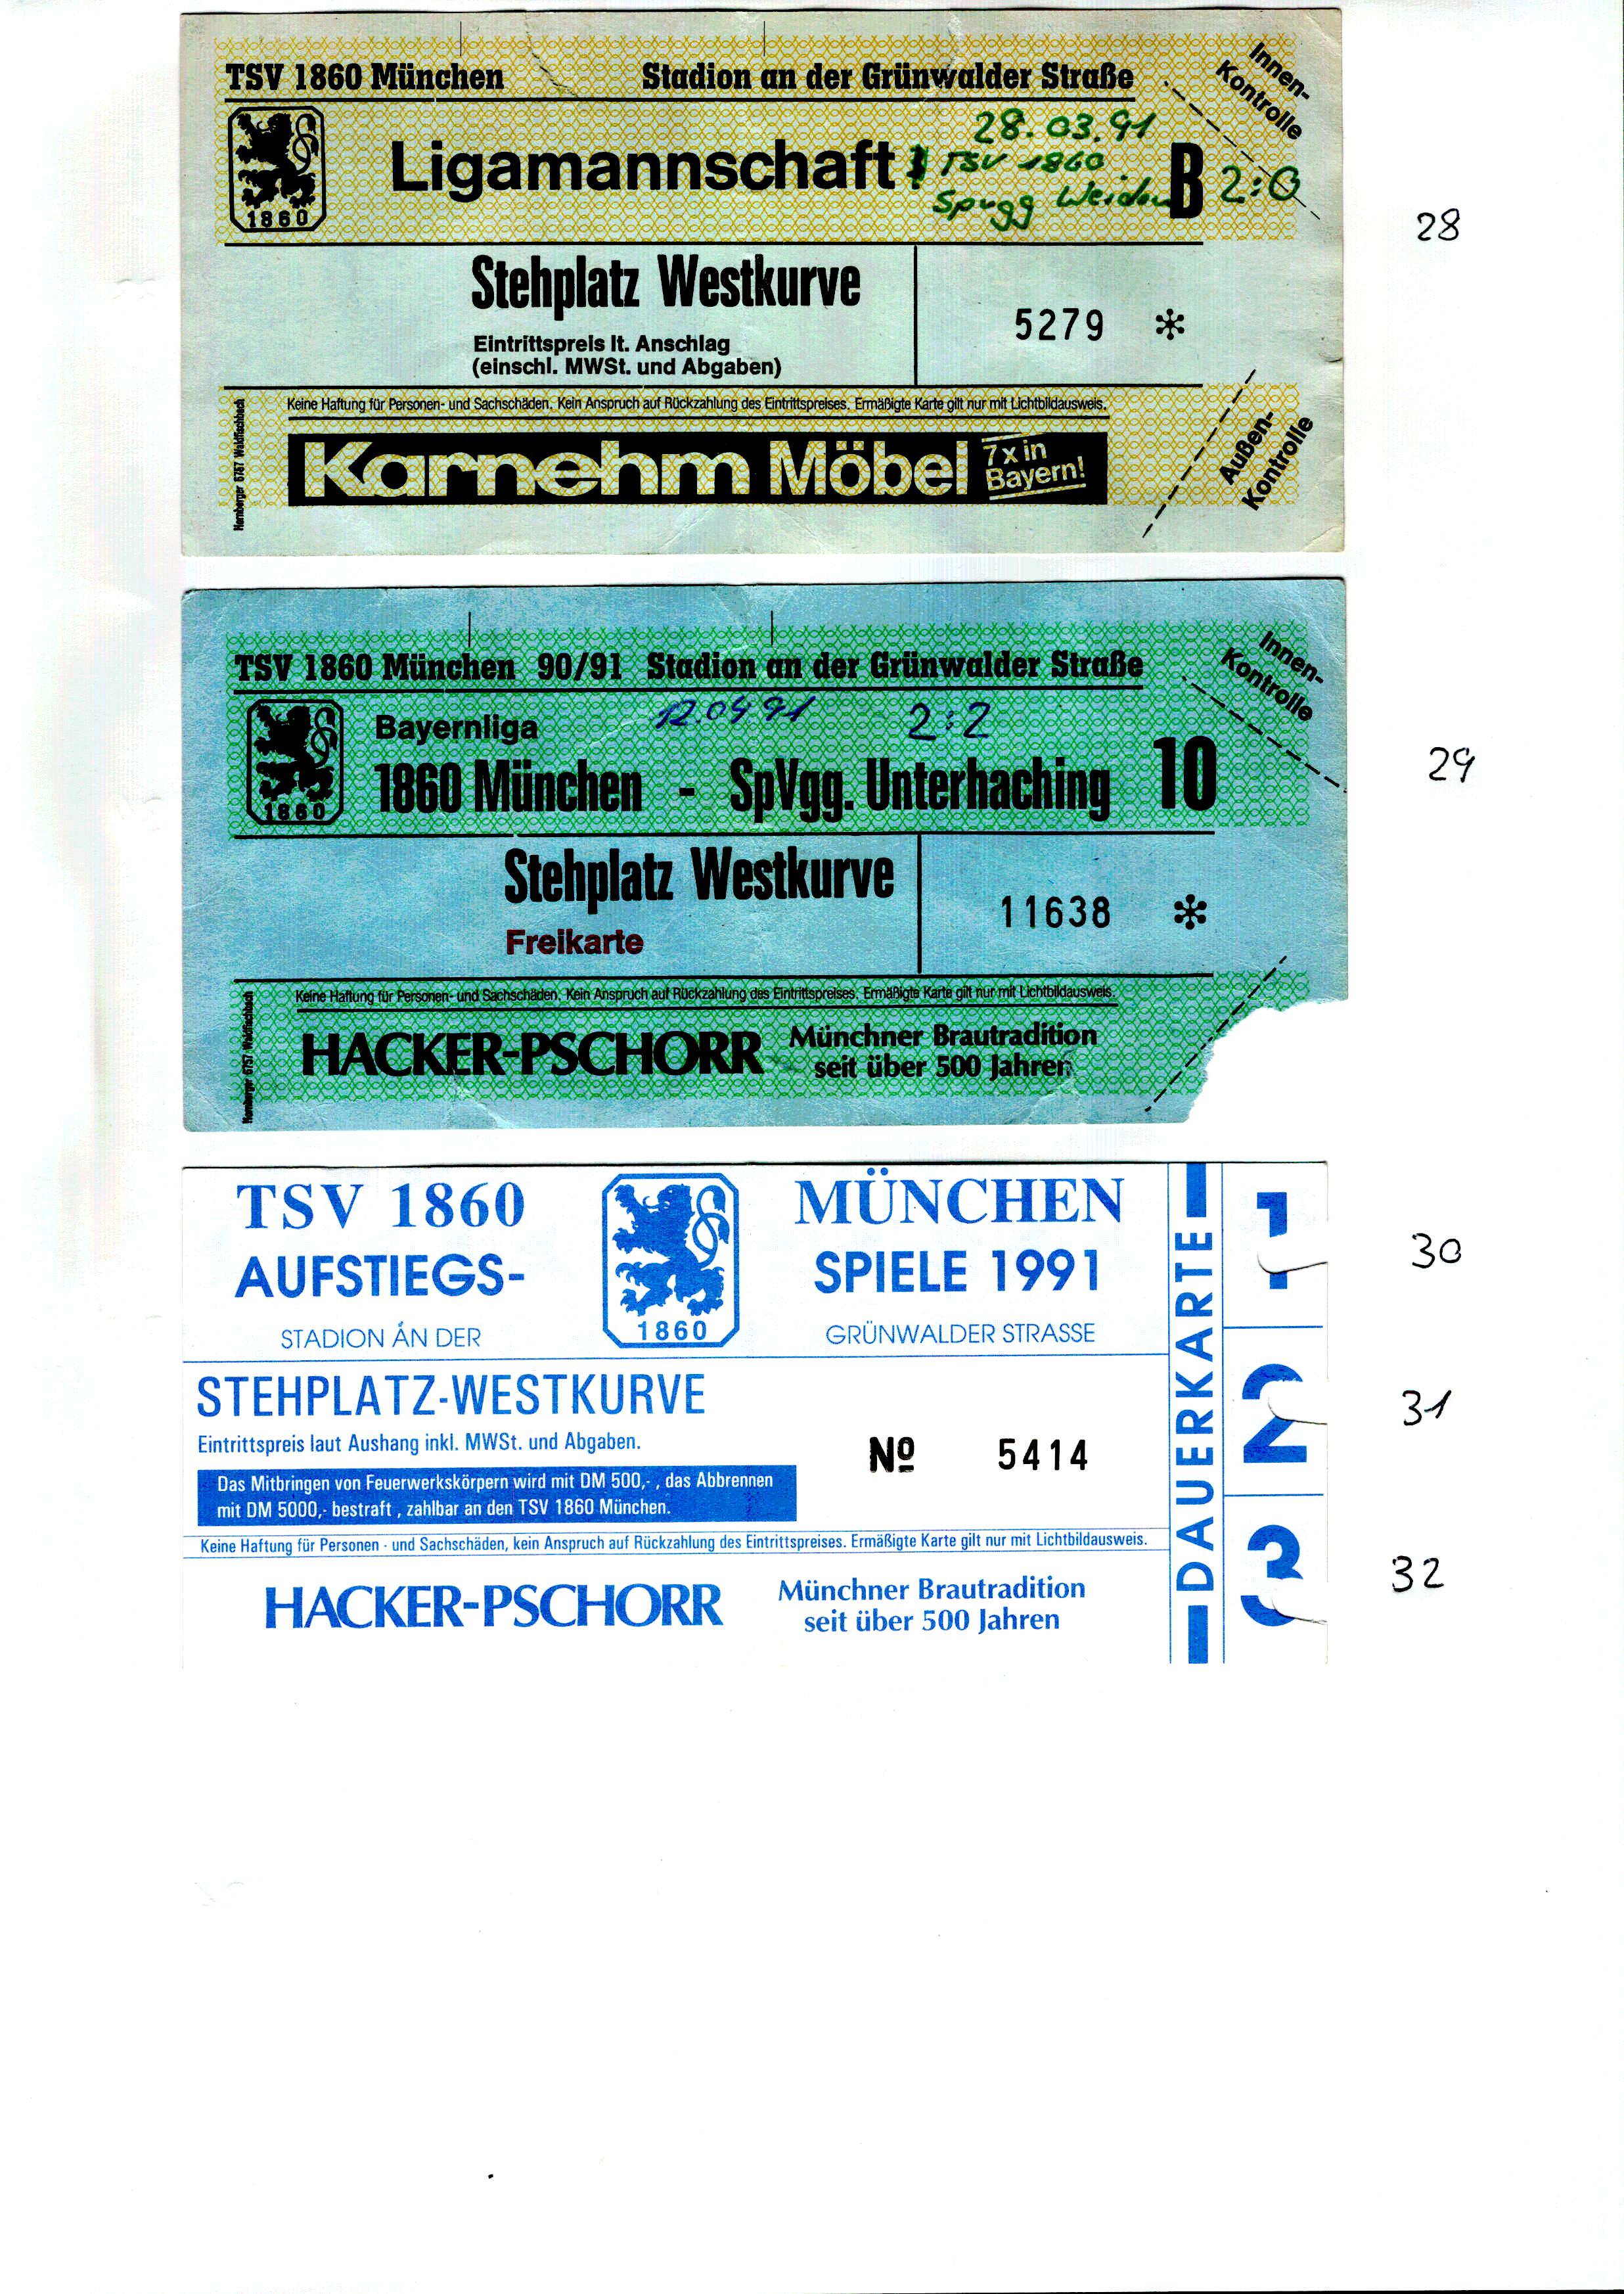 TSV 1860 München Stadion an der Grünwalder Straße
Innen-
Kontrolle
28.03.91
Ligamannschaft TSV 1860
Spvgg Weiden B 2:0
1860
28
Stehplatz Westkurve
5279 *
Eintrittspreis lt. Anschlag
(einschl. MWSt. und Abgaben)
Keine Haftung für Personen- und Sachschäden. Kein Anspruch auf Rückzahlung des Eintrittspreises. Ermäßigte Karte gilt nur mit Lichtbildausweis.
Karnehm Möbel 7x in
Bayern!
Außen-
Kontrolle
Hornberger 6757 Waldfischbach
TSV 1860 München 90/91 Stadion an der Grünwalder Straße
Innen-
Kontrolle
Bayernliga 12.04.91 2:2
1860 München - SpVgg. Unterhaching 10
1860
29
Stehplatz Westkurve
Freikarte
11638 *
Keine Haftung für Personen- und Sachschäden. Kein Anspruch auf Rückzahlung des Eintrittspreises. Ermäßigte Karte gilt nur mit Lichtbildausweis.
HACKER-PSCHORR Münchner Brautradition
seit über 500 Jahren
Hornberger 6757 Waldfischbach
TSV 1860 MÜNCHEN
AUFSTIEGS- SPIELE 1991
1860
STADION AN DER GRÜNWALDER STRASSE
STEHPLATZ-WESTKURVE
Eintrittspreis laut Aushang inkl. MWSt. und Abgaben.
Nº 5414
Das Mitbringen von Feuerwerkskörpern wird mit DM 500,- , das Abbrennen
mit DM 5000,- bestraft , zahlbar an den TSV 1860 München.
Keine Haftung für Personen - und Sachschäden, kein Anspruch auf Rückzahlung des Eintrittspreises. Ermäßigte Karte gilt nur mit Lichtbildausweis.
HACKER-PSCHORR Münchner Brautradition
seit über 500 Jahren
DAUERKARTE
1 30
2 31
3 32